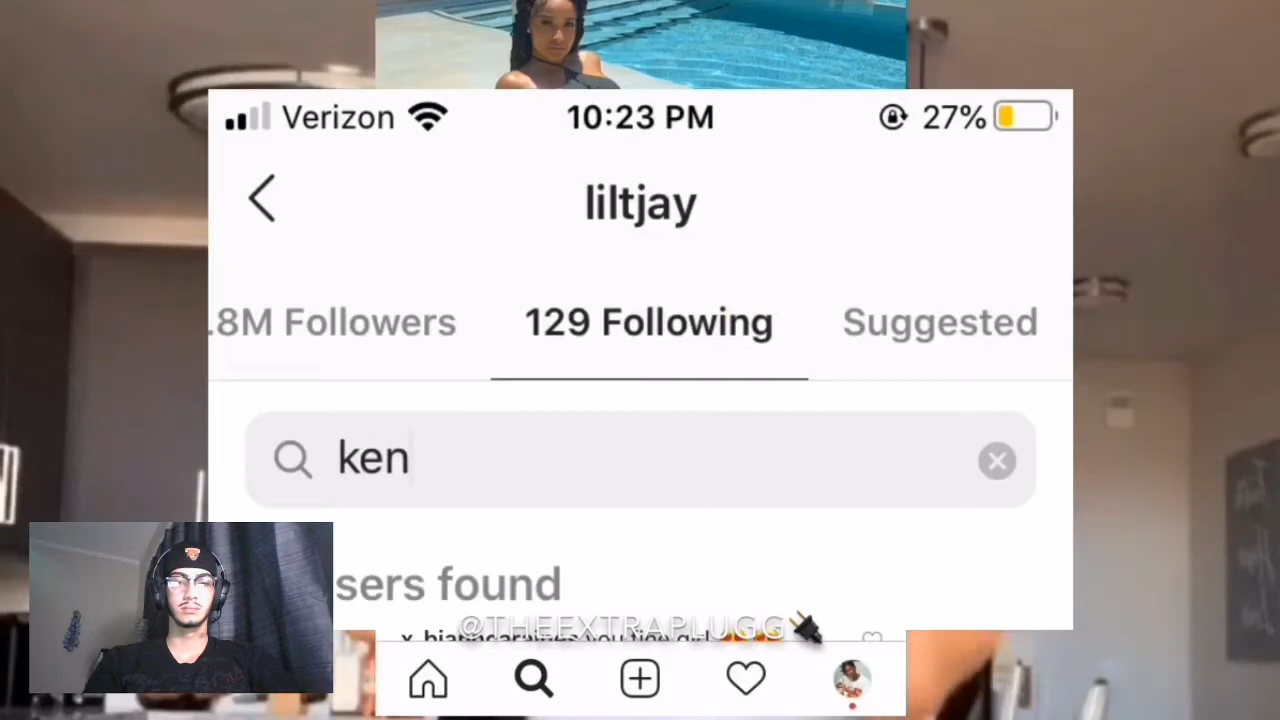 Verizon 10:23 PM 27%
liltjay
.8M Followers 129 Following Suggested
ken
sers found
@THEEXTRAPLUGG